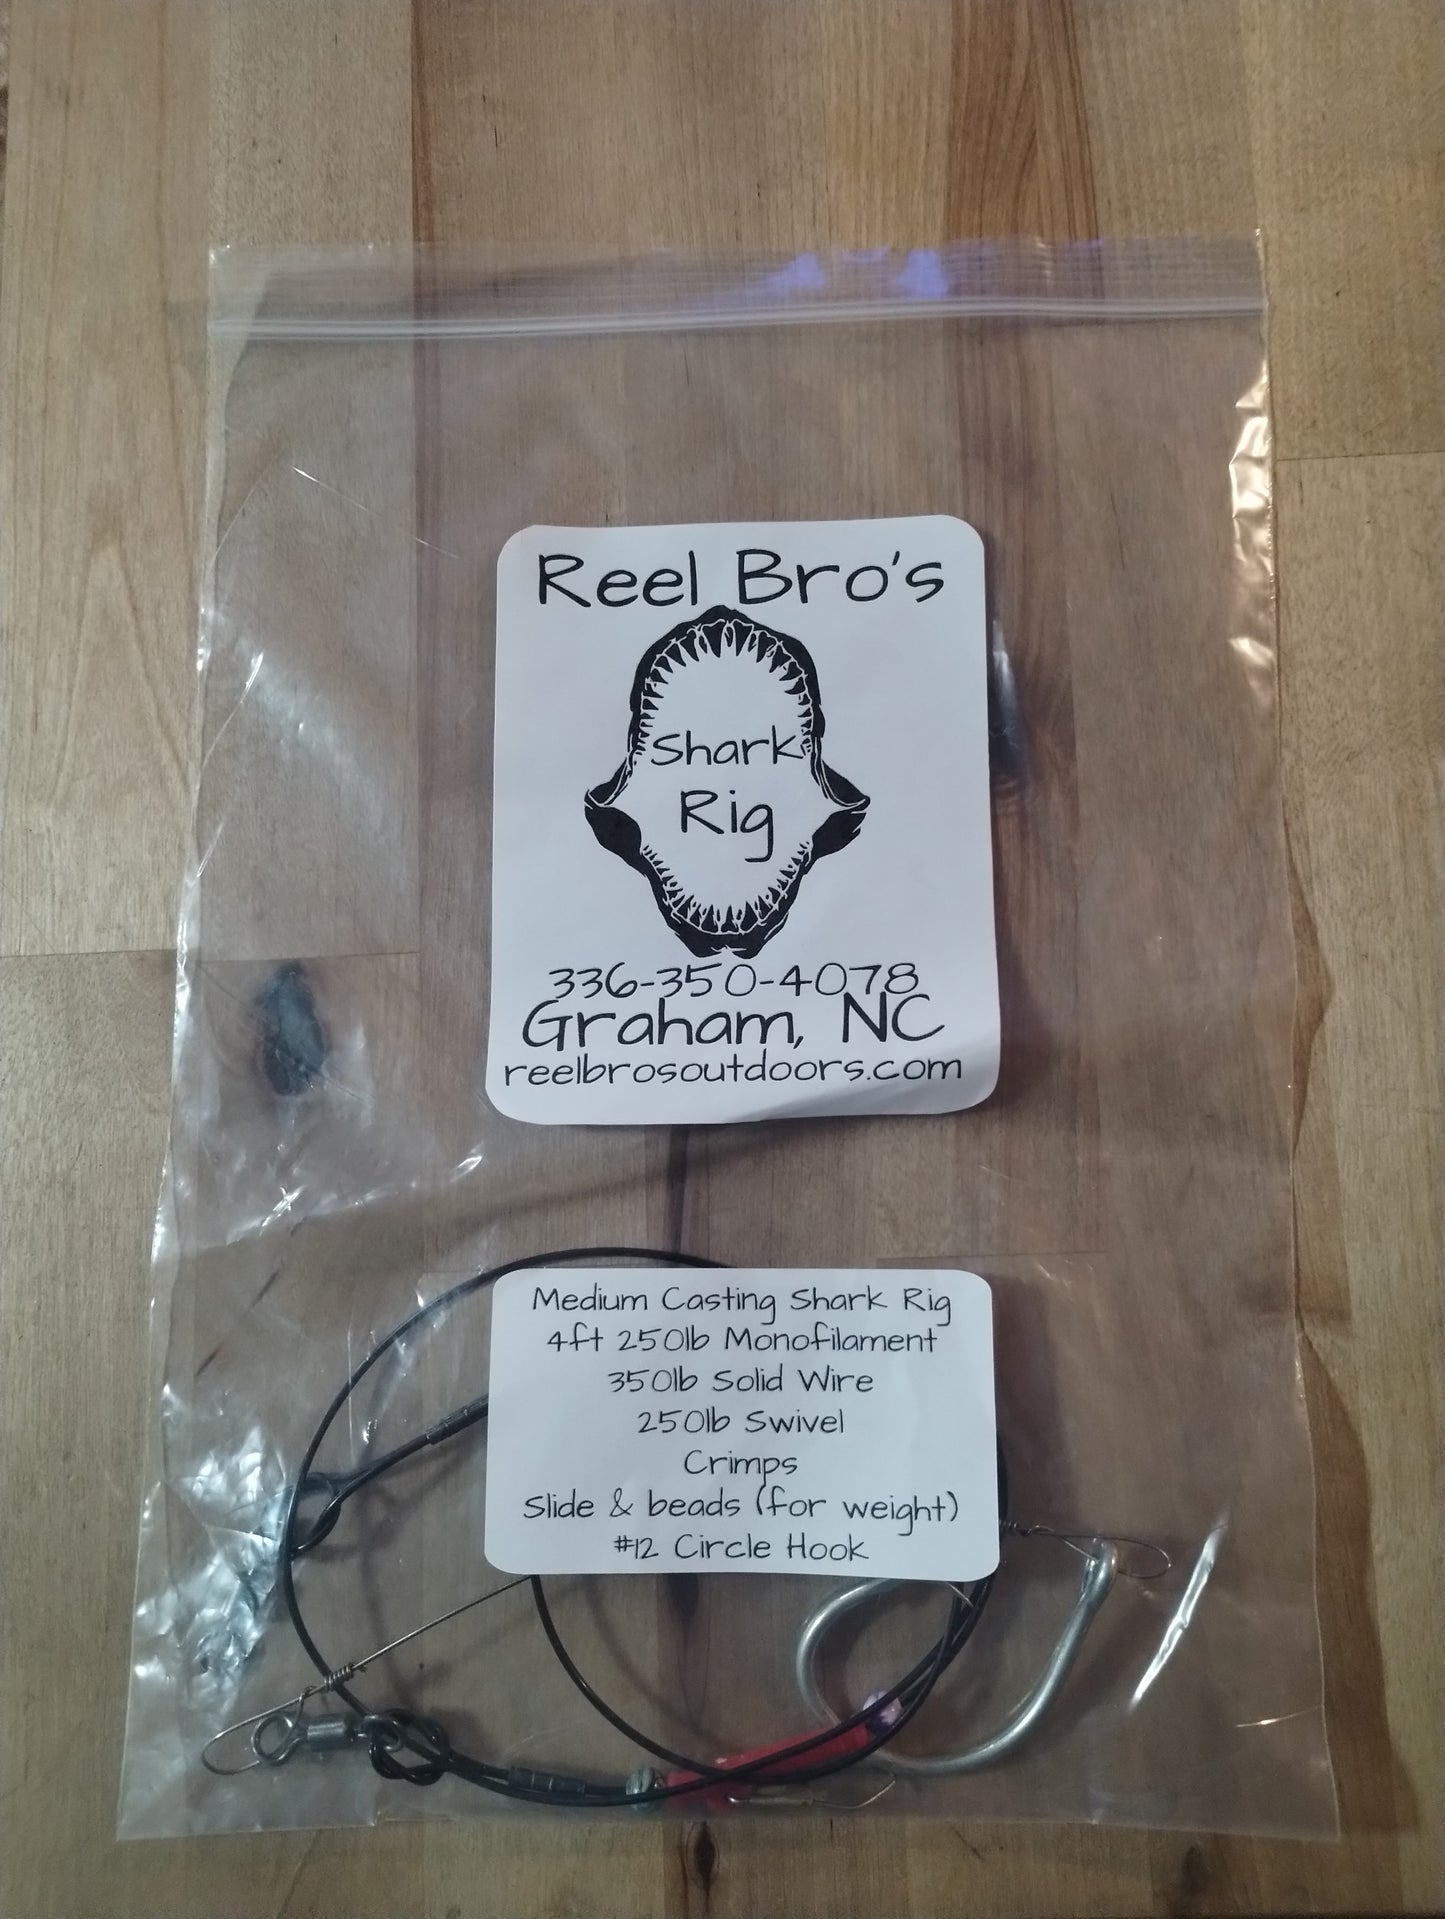 Reel Bro's
Shark
Rig
336-350-4078
Graham, NC
reelbrosoutdoors.com
Medium Casting Shark Rig
4ft 250lb Monofilament
350lb Solid Wire
250lb Swivel
Crimps
Slide & beads (for weight)
#12 Circle Hook